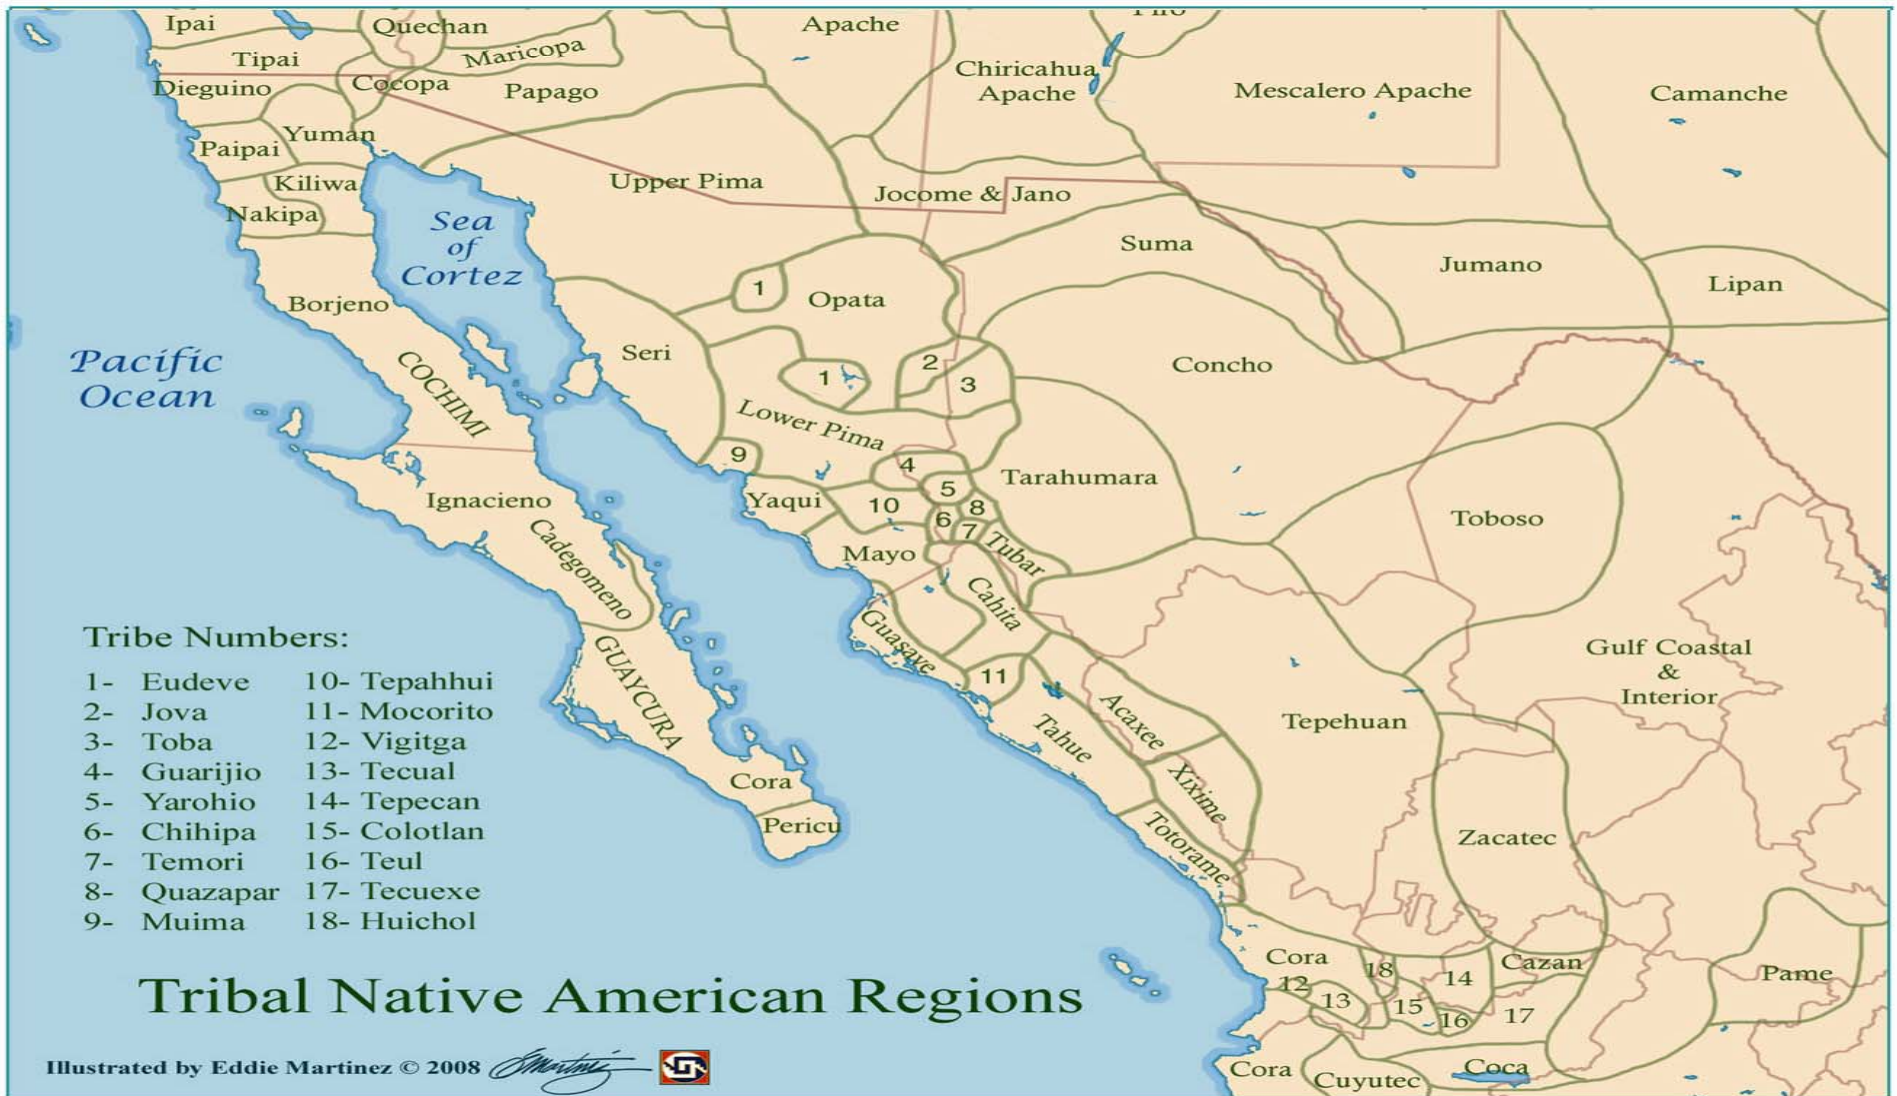 Ipai
Quechan
Apache
Tipai
Maricopa
Chiricahua
Apache
Dieguino
Cocopa
Papago
Mescalero Apache
Camanche
Yuman
Paipai
Kiliwa
Upper Pima
Jocome & Jano
Nakipa
Sea
of
Cortez
Suma
Jumano
Lipan
Borjeno
1
Opata
Pacific
Ocean
COCHIMI
Seri
1
2
3
Concho
Lower Pima
9
4
Tarahumara
Ignacieno
Yaqui
10
5
8
6
7
Tubar
Toboso
Cadegomeno
Mayo
Cahita
Guasave
11
Gulf Coastal
&
Interior
GUAYCURA
Tahue
Acaxee
Tepehuan
Xixime
Cora
Pericu
Totorame
Zacatec
Tribe Numbers:
1- Eudeve 10- Tepahhui
2- Jova 11- Mocorito
3- Toba 12- Vigitga
4- Guarijio 13- Tecual
5- Yarohio 14- Tepecan
6- Chihipa 15- Colotlan
7- Temori 16- Teul
8- Quazapar 17- Tecuexe
9- Muima 18- Huichol
Cora
12
13
18
14
15
16
Cazan
17
Pame
Cora
Cuyutec
Coca
Tribal Native American Regions
Illustrated by Eddie Martinez © 2008